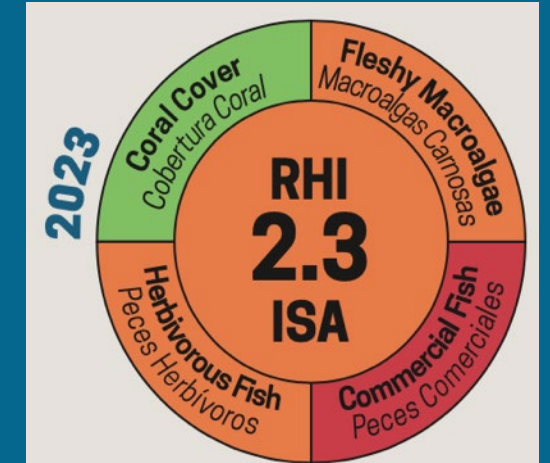 2023
Coral Cover
Cobertura Coral
Fleshy Macroalgae
Macroalgas Carnosas
RHI
2.3
ISA
Herbivorous Fish
Peces Herbívoros
Commercial Fish
Peces Comerciales